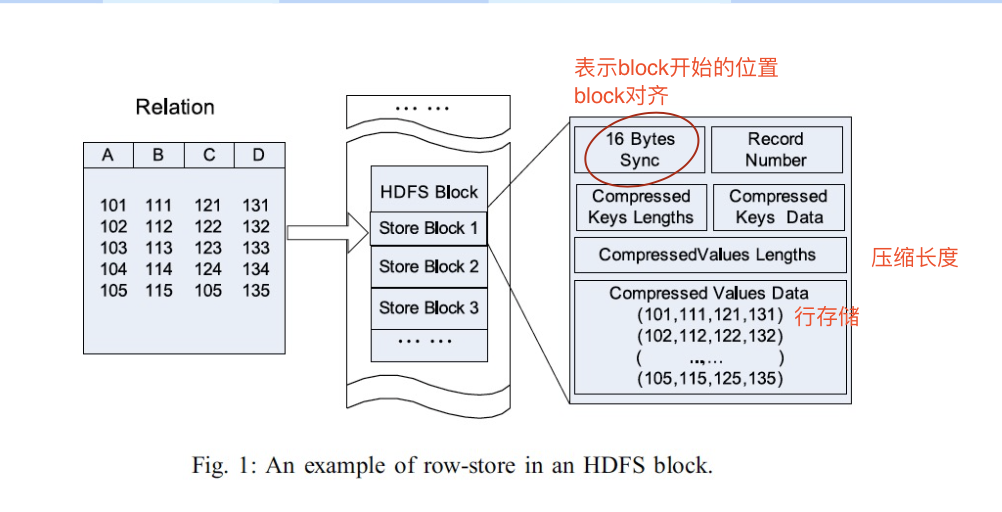 表示block开始的位置
block对齐
Relation
A B C D
101 111 121 131
102 112 122 132
103 113 123 133
104 114 124 134
105 115 105 135
... ...
HDFS Block
Store Block 1
Store Block 2
Store Block 3
... ...
16 Bytes
Sync
Record
Number
Compressed
Keys Lengths
Compressed
Keys Data
CompressedValues Lengths
压缩长度
Compressed Values Data
(101,111,121,131) 行存储
(102,112,122,132)
( ..,... )
(105,115,125,135)
Fig. 1: An example of row-store in an HDFS block.